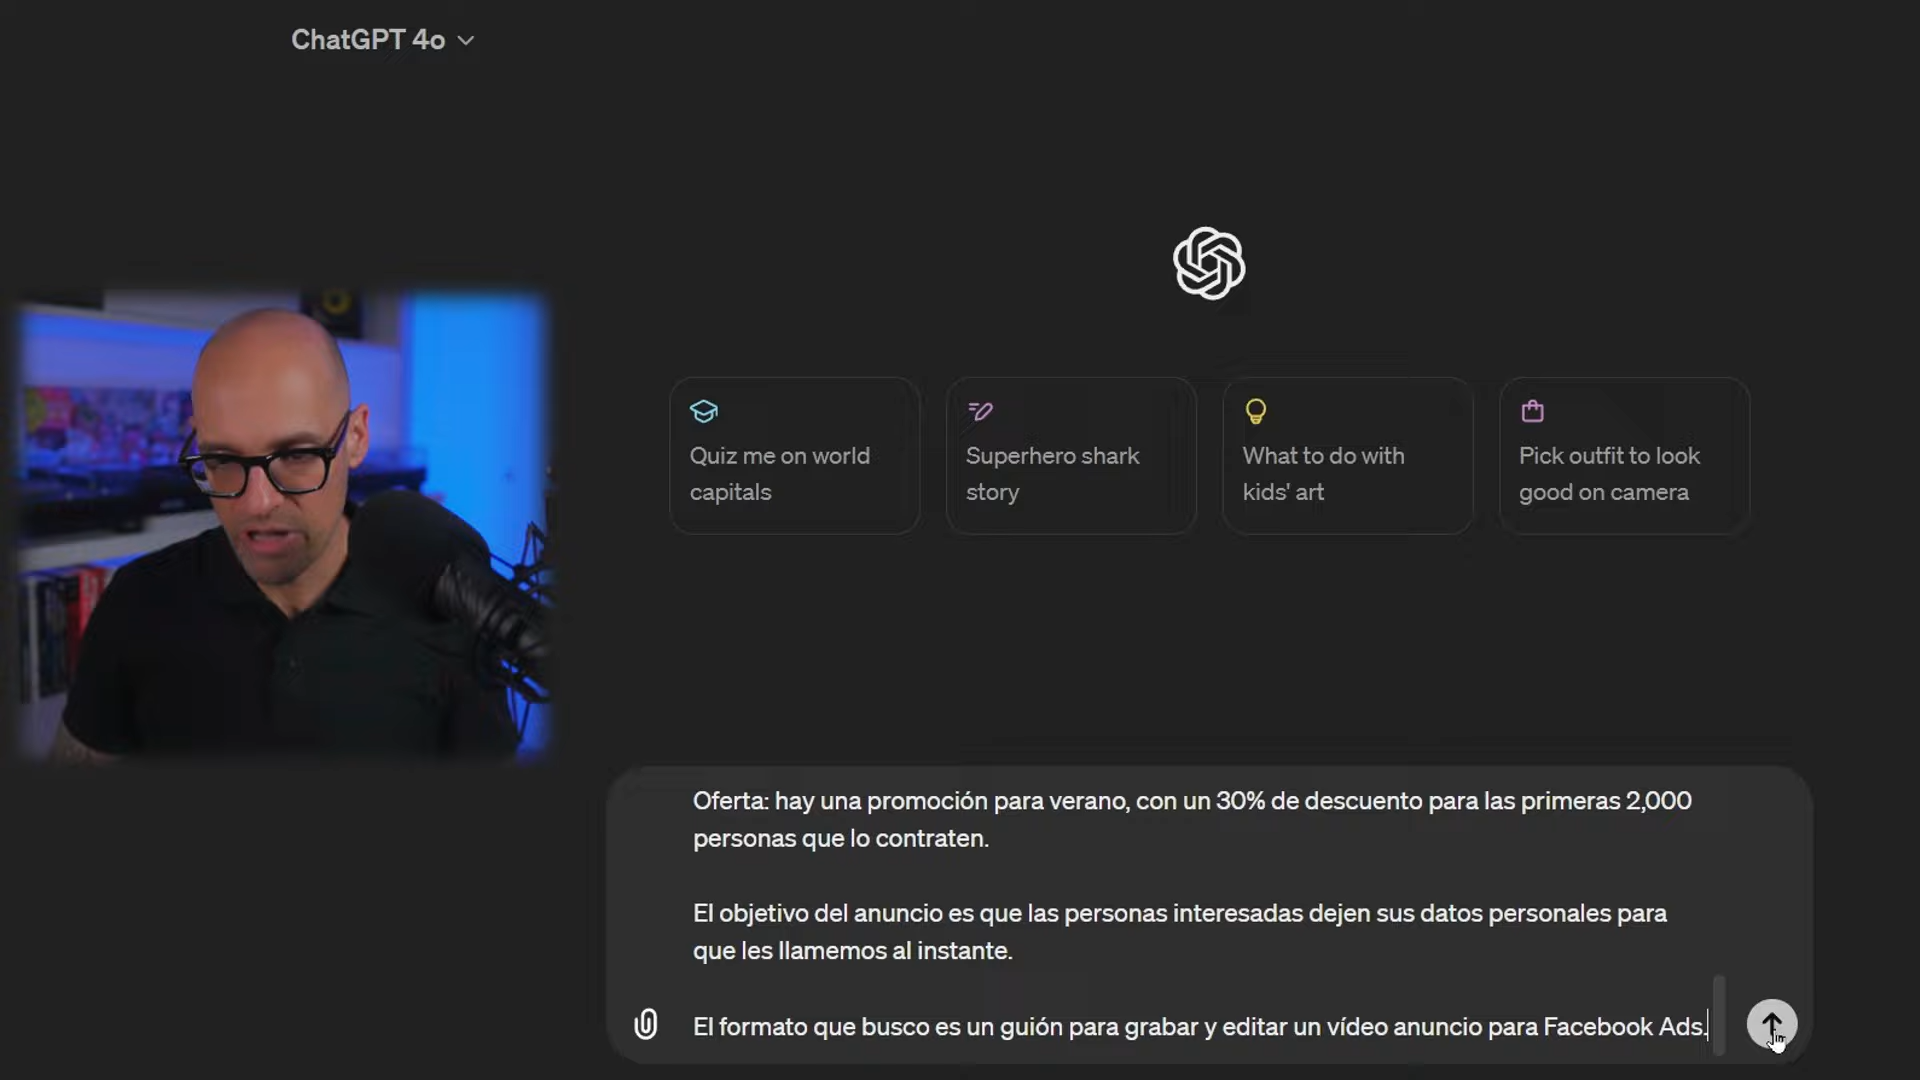 ChatGPT 4o
Quiz me on world
capitals
Superhero shark
story
What to do with
kids' art
Pick outfit to look
good on camera
Oferta: hay una promoción para verano, con un 30% de descuento para las primeras 2,000
personas que lo contraten.
El objetivo del anuncio es que las personas interesadas dejen sus datos personales para
que les llamemos al instante.
El formato que busco es un guión para grabar y editar un vídeo anuncio para Facebook Ads.